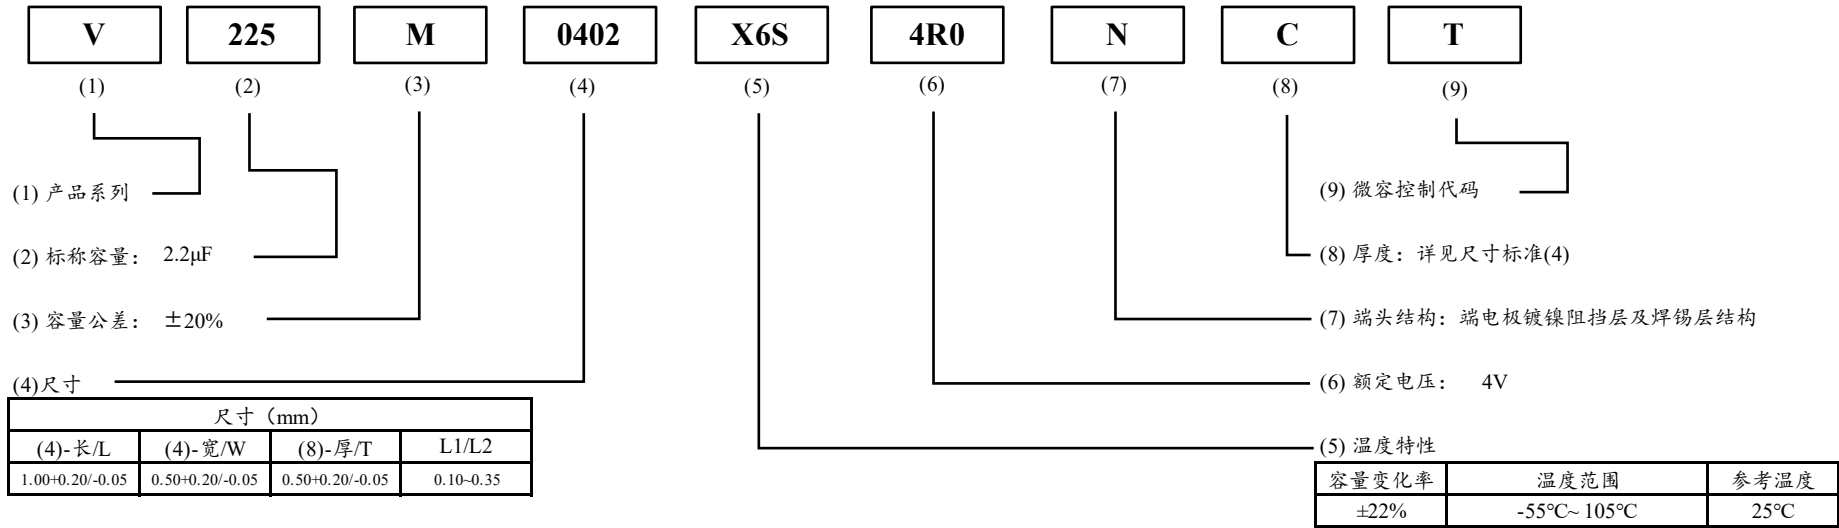 V 225 M 0402 X6S 4R0 N C T
(1) (2) (3) (4) (5) (6) (7) (8) (9)
(1) 产品系列
(9) 微容控制代码
(2) 标称容量： 2.2μF
(8) 厚度：详见尺寸标准(4)
(3) 容量公差： ±20%
(7) 端头结构：端电极镀镍阻挡层及焊锡层结构
(4)尺寸
(6) 额定电压： 4V
尺寸（mm）
(4)-长/L (4)-宽/W (8)-厚/T L1/L2
1.00+0.20/-0.05 0.50+0.20/-0.05 0.50+0.20/-0.05 0.10~0.35
(5) 温度特性
容量变化率 温度范围 参考温度
±22% -55℃~ 105℃ 25℃